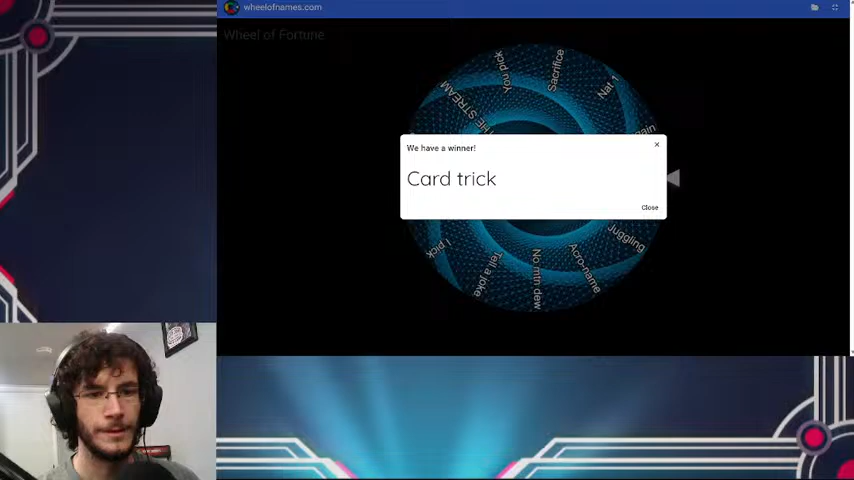 wheelofnames.com
Wheel of Fortune
You pick
Sacrifice
Nat 1
THE STREAM
We have a winner!
Card trick
Close
I pick
Tell a joke
No mtn dew
Acro-name
Juggling